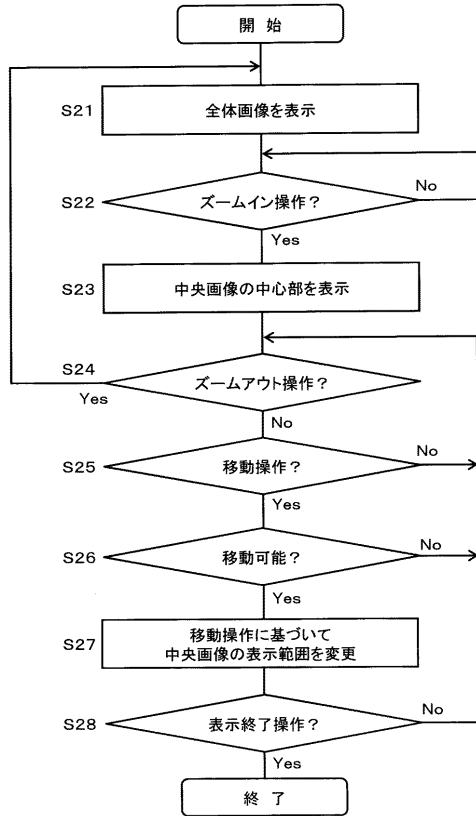 開 始
S21
全体画像を表示
S22
ズームイン操作？
No
Yes
S23
中央画像の中心部を表示
S24
ズームアウト操作？
Yes
No
S25
移動操作？
No
Yes
S26
移動可能？
No
Yes
S27
移動操作に基づいて
中央画像の表示範囲を変更
S28
表示終了操作？
No
Yes
終 了